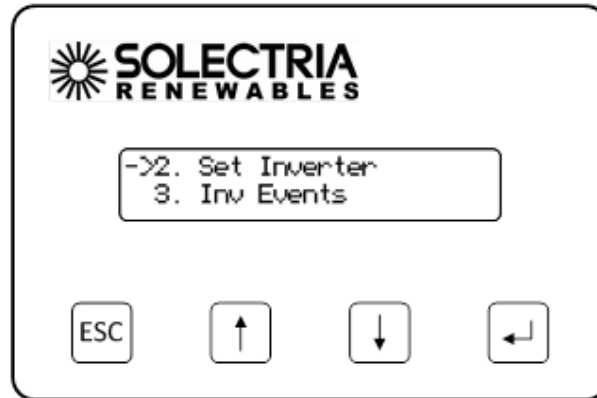 SOLECTRIA
RENEWABLES
->2. Set Inverter
3. Inv Events
ESC ↑ ↓ ↵